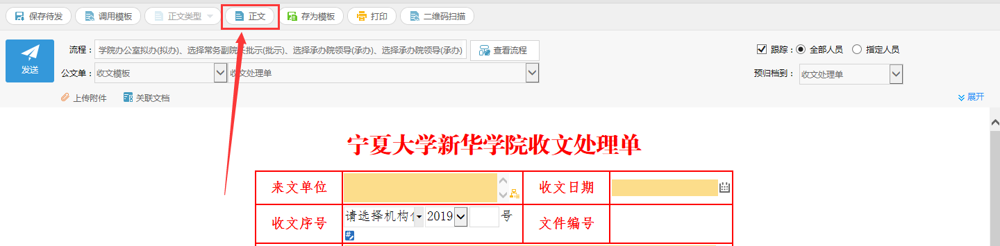 保存待发 调用模板 正文类型 正文 存为模板 打印 二维码扫描
发送
流程： 学院办公室拟办(拟办)、选择常务副院长批示(批示)、选择承办院领导(承办)、选择承办院领导(承办) 查看流程 跟踪： 全部人员 指定人员
公文单： 收文模板 收文处理单 预归档到： 收文处理单
上传附件 关联文档 展开
宁夏大学新华学院收文处理单
来文单位 收文日期
收文序号 请选择机构 2019 号 文件编号